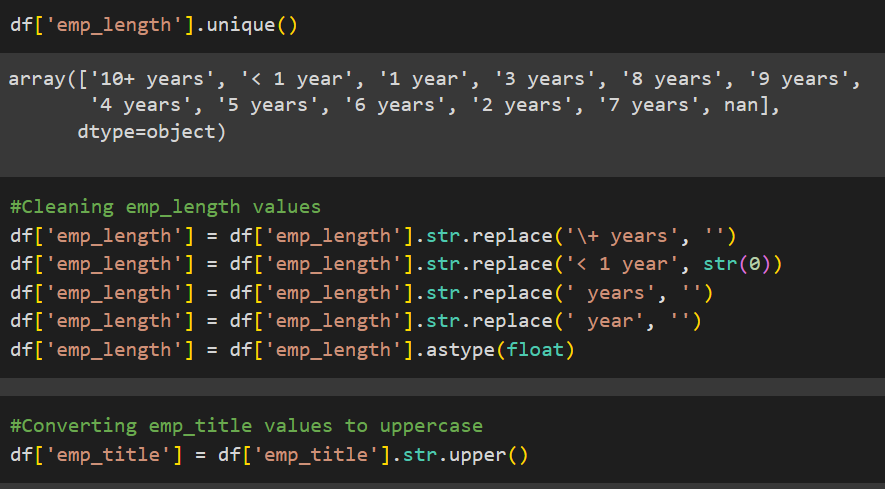 df['emp_length'].unique()
array(['10+ years', '< 1 year', '1 year', '3 years', '8 years', '9 years',
'4 years', '5 years', '6 years', '2 years', '7 years', nan],
dtype=object)
#Cleaning emp_length values
df['emp_length'] = df['emp_length'].str.replace('\+ years', '')
df['emp_length'] = df['emp_length'].str.replace('< 1 year', str(0))
df['emp_length'] = df['emp_length'].str.replace(' years', '')
df['emp_length'] = df['emp_length'].str.replace(' year', '')
df['emp_length'] = df['emp_length'].astype(float)
#Converting emp_title values to uppercase
df['emp_title'] = df['emp_title'].str.upper()